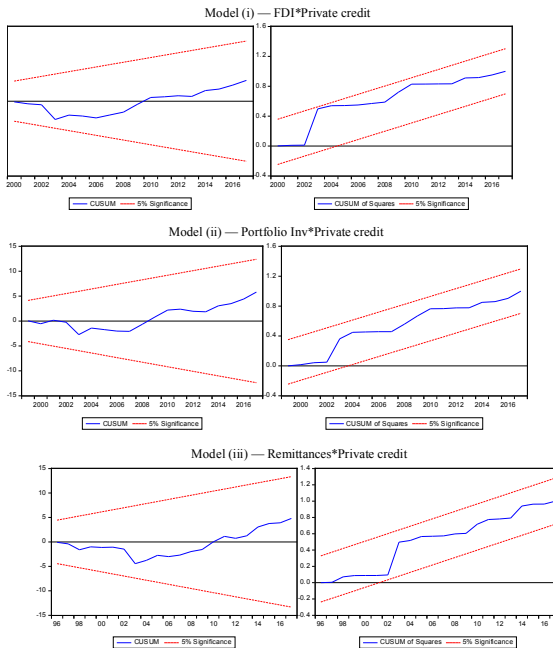 Model (i) — FDI*Private credit
2000 2002 2004 2006 2008 2010 2012 2014 2016
CUSUM 5% Significance
1.6
1.2
0.8
0.4
0.0
-0.4
2000 2002 2004 2006 2008 2010 2012 2014 2016
CUSUM of Squares 5% Significance
Model (ii) — Portfolio Inv*Private credit
15
10
5
0
-5
-10
-15
2000 2002 2004 2006 2008 2010 2012 2014 2016
CUSUM 5% Significance
1.6
1.2
0.8
0.4
0.0
-0.4
2000 2002 2004 2006 2008 2010 2012 2014 2016
CUSUM of Squares 5% Significance
Model (iii) — Remittances*Private credit
15
10
5
0
-5
-10
-15
96 98 00 02 04 06 08 10 12 14 16
CUSUM 5% Significance
1.4
1.2
1.0
0.8
0.6
0.4
0.2
0.0
-0.2
-0.4
96 98 00 02 04 06 08 10 12 14 16
CUSUM of Squares 5% Significance